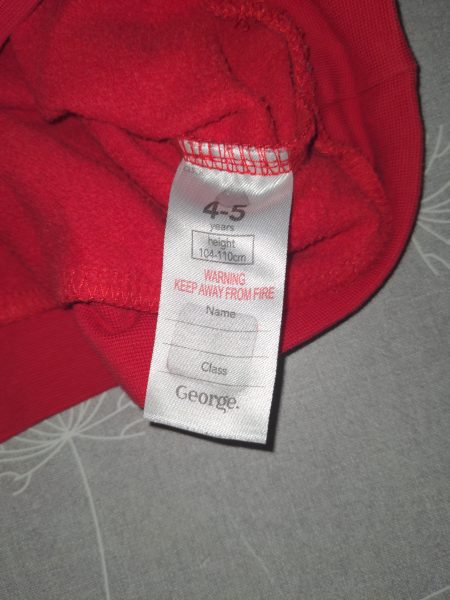 4-5
years
height
104-110cm
WARNING
KEEP AWAY FROM FIRE
Name
Class
George.